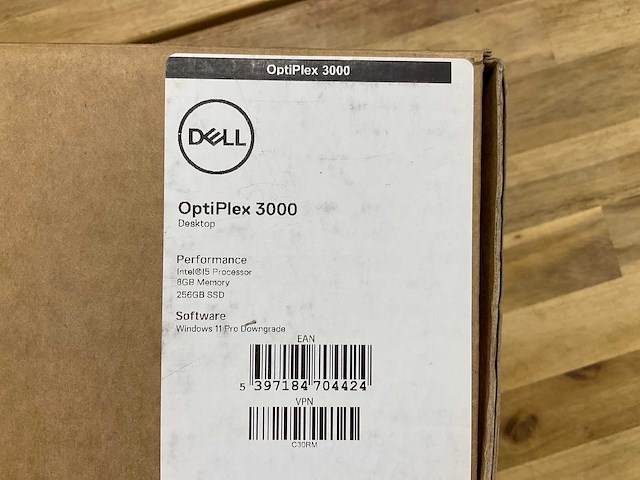 OptiPlex 3000
DELL
OptiPlex 3000
Desktop
Performance
Intel®I5 Processor
8GB Memory
256GB SSD
Software
Windows 11 Pro Downgrade
EAN
5 397184 704424
VPN
C30RM